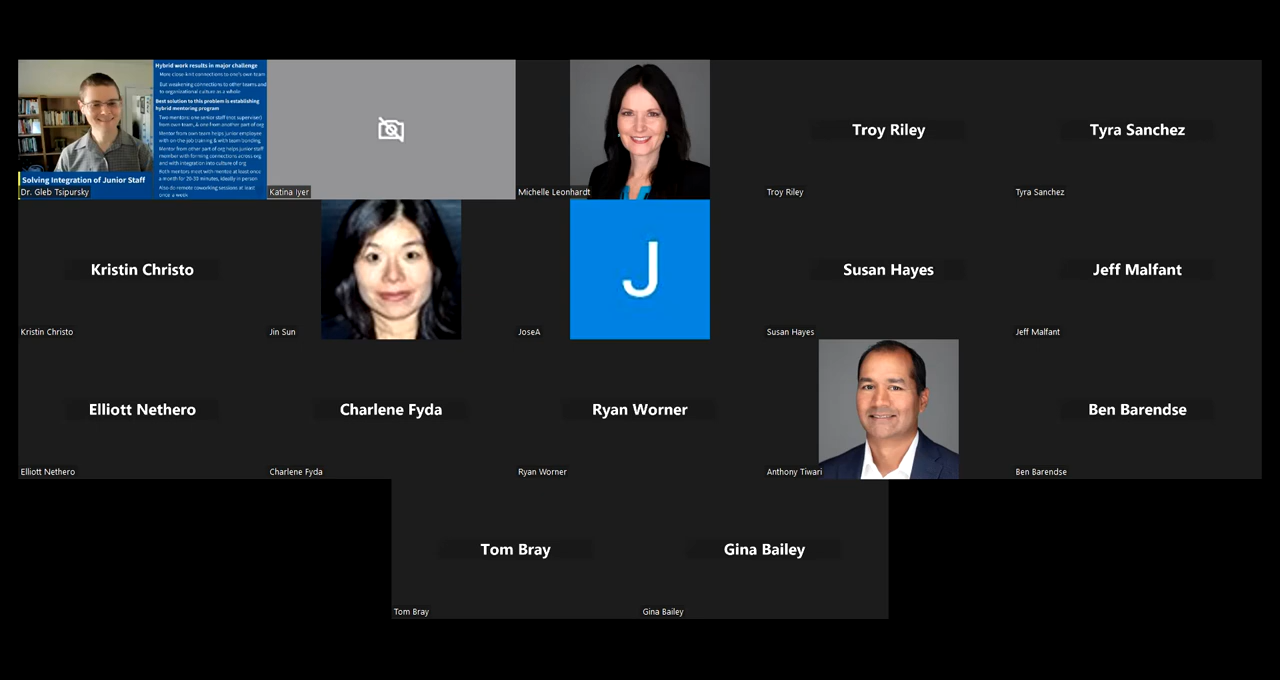 Hybrid work results in major challenge
More close-knit connections to one's own team
But weakening connections to other teams and
to organizational culture as a whole
Best solution to this problem is establishing
hybrid mentoring program
Two mentors: one senior staff (not supervisor)
from own team, & one from another part of org
Mentor from own team helps junior employee
with on-the-job training & with team bonding
Mentor from other part of org helps junior staff
member with forming connections across org
and with integration into culture of org
Both mentors meet with mentee at least once
a month for 20-30 minutes, ideally in person
Also do remote coworking sessions at least
once a week
Solving Integration of Junior Staff
Dr. Gleb Tsipursky
Katina Iyer
Michelle Leonhardt
Troy Riley
Troy Riley
Tyra Sanchez
Tyra Sanchez
Kristin Christo
Kristin Christo
Jin Sun
J
JoseA
Susan Hayes
Susan Hayes
Jeff Malfant
Jeff Malfant
Elliott Nethero
Elliott Nethero
Charlene Fyda
Charlene Fyda
Ryan Worner
Ryan Worner
Anthony Tiwari
Ben Barendse
Ben Barendse
Tom Bray
Tom Bray
Gina Bailey
Gina Bailey